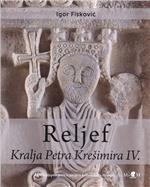 Igor Fisković
Reljef
Kralja Petra Krešimira IV.